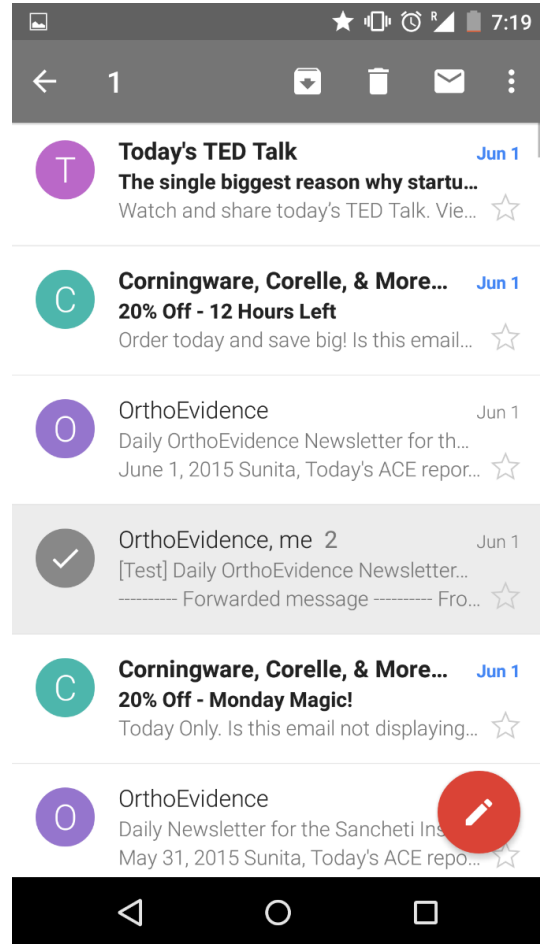 R
7:19
1
T
Today's TED Talk
Jun 1
The single biggest reason why startu...
Watch and share today's TED Talk. Vie...
C
Corningware, Corelle, & More...
Jun 1
20% Off - 12 Hours Left
Order today and save big! Is this email...
O
OrthoEvidence
Jun 1
Daily OrthoEvidence Newsletter for th...
June 1, 2015 Sunita, Today's ACE repor...
OrthoEvidence, me 2
Jun 1
[Test] Daily OrthoEvidence Newsletter...
---------- Forwarded message ---------- Fro...
C
Corningware, Corelle, & More...
Jun 1
20% Off - Monday Magic!
Today Only. Is this email not displaying...
O
OrthoEvidence
Daily Newsletter for the Sancheti Ins
May 31, 2015 Sunita, Today's ACE repo...